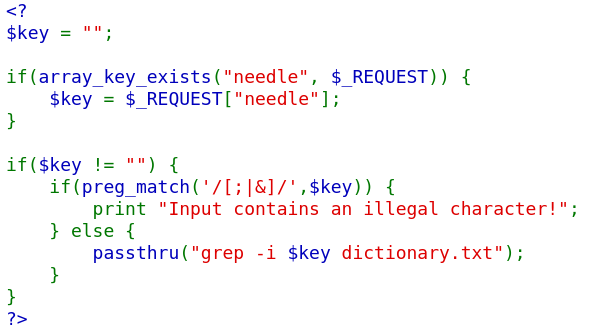 <?
$key = "";

if(array_key_exists("needle", $_REQUEST)) {
    $key = $_REQUEST["needle"];
}

if($key != "") {
    if(preg_match('/[;|&]/',$key)) {
        print "Input contains an illegal character!";
    } else {
        passthru("grep -i $key dictionary.txt");
    }
}
?>